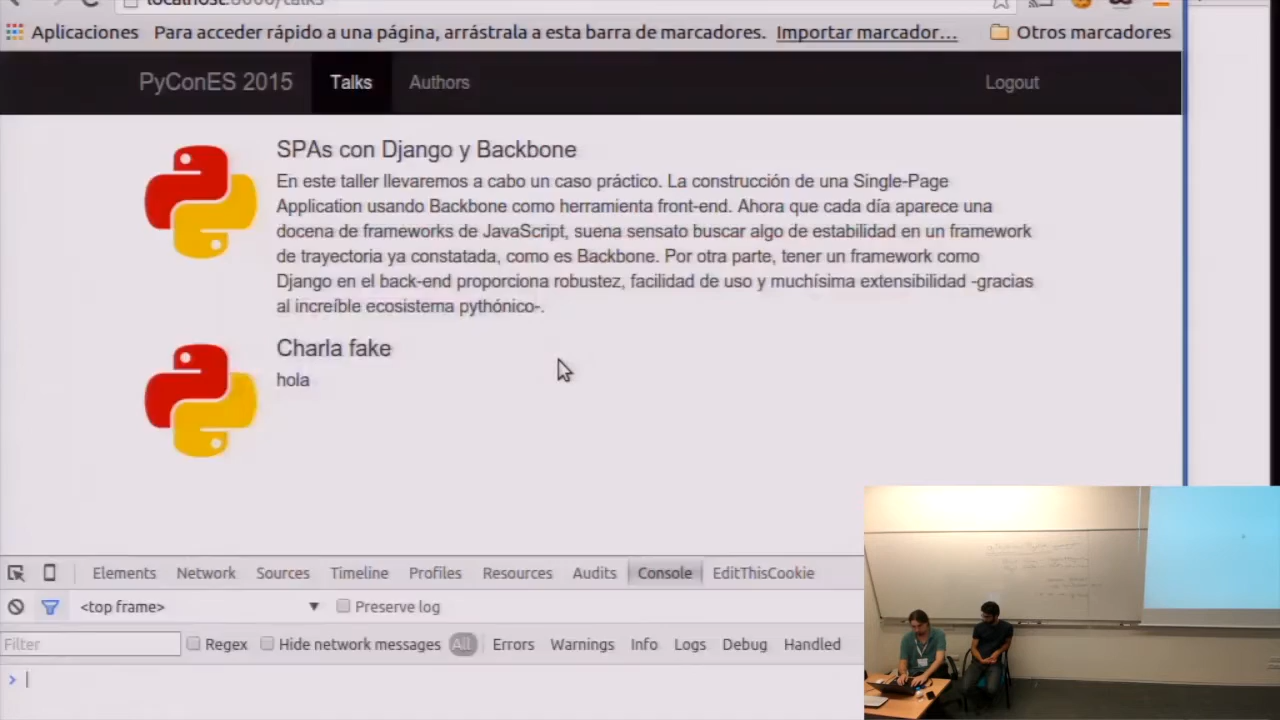 localhost:8000/talks
Aplicaciones Para acceder rápido a una página, arrástrala a esta barra de marcadores. Importar marcador... Otros marcadores
PyConES 2015 Talks Authors Logout
SPAs con Django y Backbone
En este taller llevaremos a cabo un caso práctico. La construcción de una Single-Page
Application usando Backbone como herramienta front-end. Ahora que cada día aparece una
docena de frameworks de JavaScript, suena sensato buscar algo de estabilidad en un framework
de trayectoria ya constatada, como es Backbone. Por otra parte, tener un framework como
Django en el back-end proporciona robustez, facilidad de uso y muchísima extensibilidad -gracias
al increíble ecosistema pythónico-.
Charla fake
hola
Elements Network Sources Timeline Profiles Resources Audits Console EditThisCookie
<top frame> Preserve log
Filter Regex Hide network messages All Errors Warnings Info Logs Debug Handled